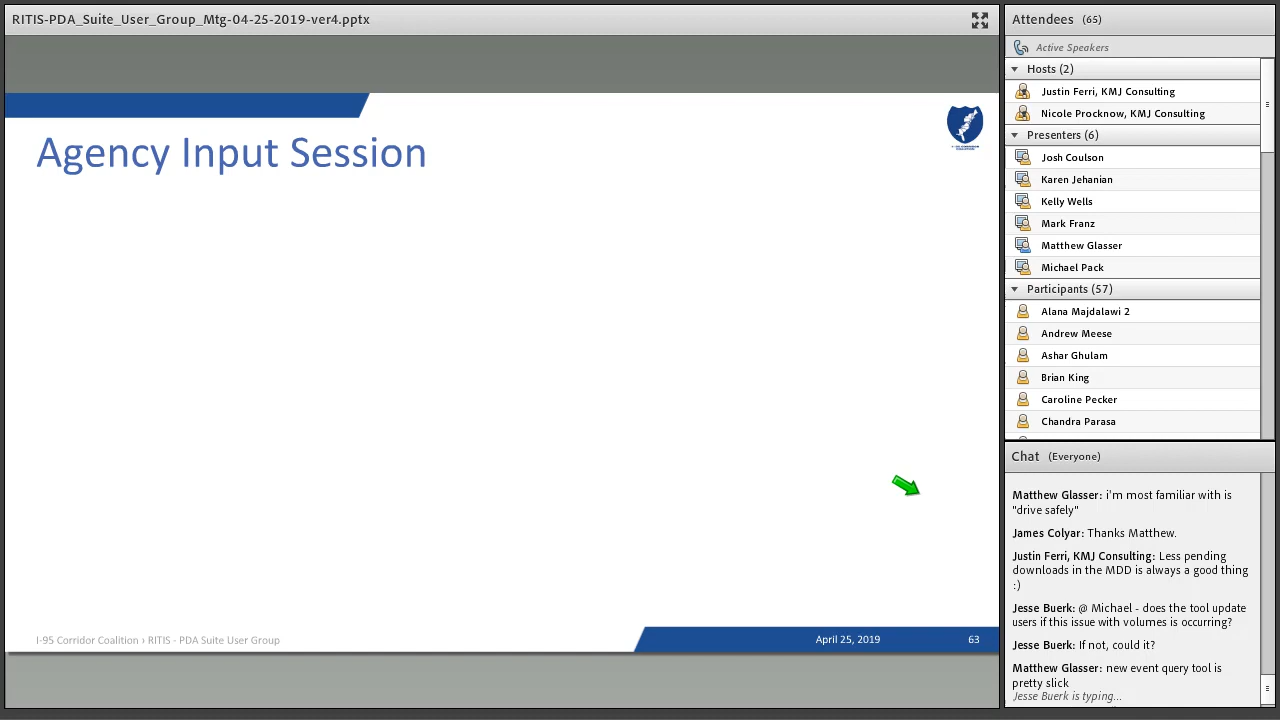 RITIS-PDA_Suite_User_Group_Mtg-04-25-2019-ver4.pptx
Agency Input Session
I-95 Corridor Coalition › RITIS - PDA Suite User Group
April 25, 2019
63
Attendees (65)
Active Speakers
Hosts (2)
Justin Ferri, KMJ Consulting
Nicole Procknow, KMJ Consulting
Presenters (6)
Josh Coulson
Karen Jehanian
Kelly Wells
Mark Franz
Matthew Glasser
Michael Pack
Participants (57)
Alana Majdalawi 2
Andrew Meese
Ashar Ghulam
Brian King
Caroline Pecker
Chandra Parasa
Chat (Everyone)
Matthew Glasser: i'm most familiar with is
"drive safely"
James Colyar: Thanks Matthew.
Justin Ferri, KMJ Consulting: Less pending
downloads in the MDD is always a good thing
:)
Jesse Buerk: @ Michael - does the tool update
users if this issue with volumes is occurring?
Jesse Buerk: If not, could it?
Matthew Glasser: new event query tool is
pretty slick
Jesse Buerk is typing...